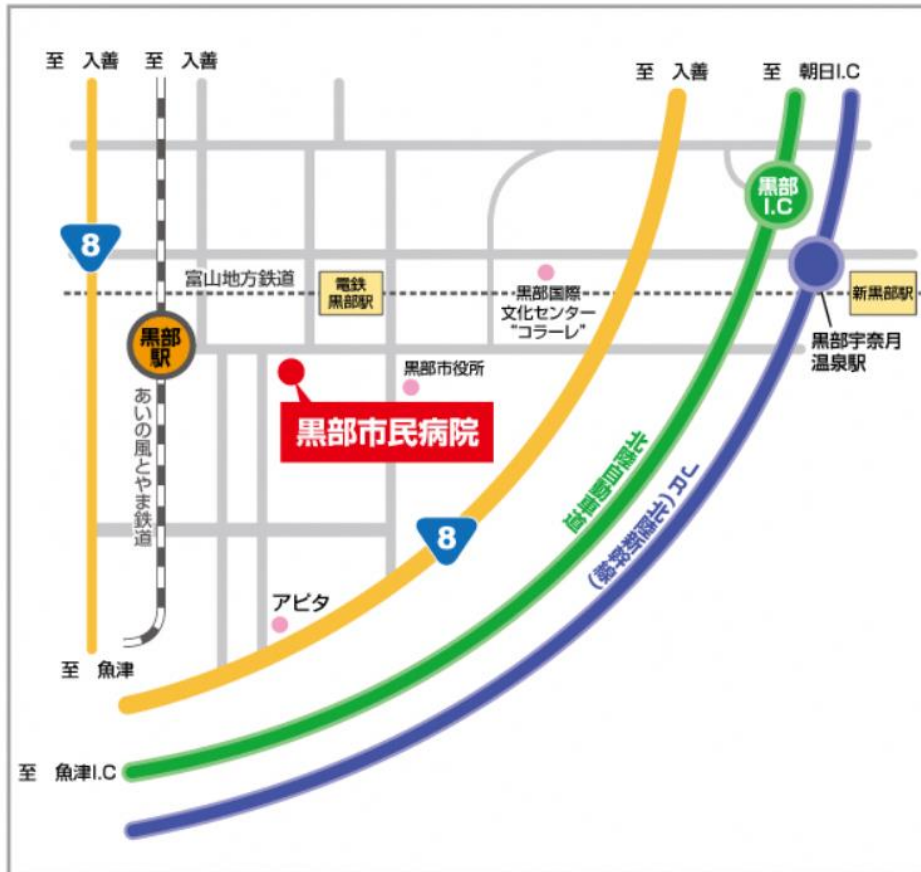 至 入善
至 入善
至 入善
至 朝日I.C
8
黒部
I.C
富山地方鉄道
電鉄
黒部駅
黒部国際
文化センター
"コラーレ"
新黒部駅
黒部
駅
黒部宇奈月
温泉駅
黒部市役所
黒部市民病院
あいの風とやま鉄道
北陸自動車道
JR(北陸新幹線)
8
アピタ
至 魚津
至 魚津I.C